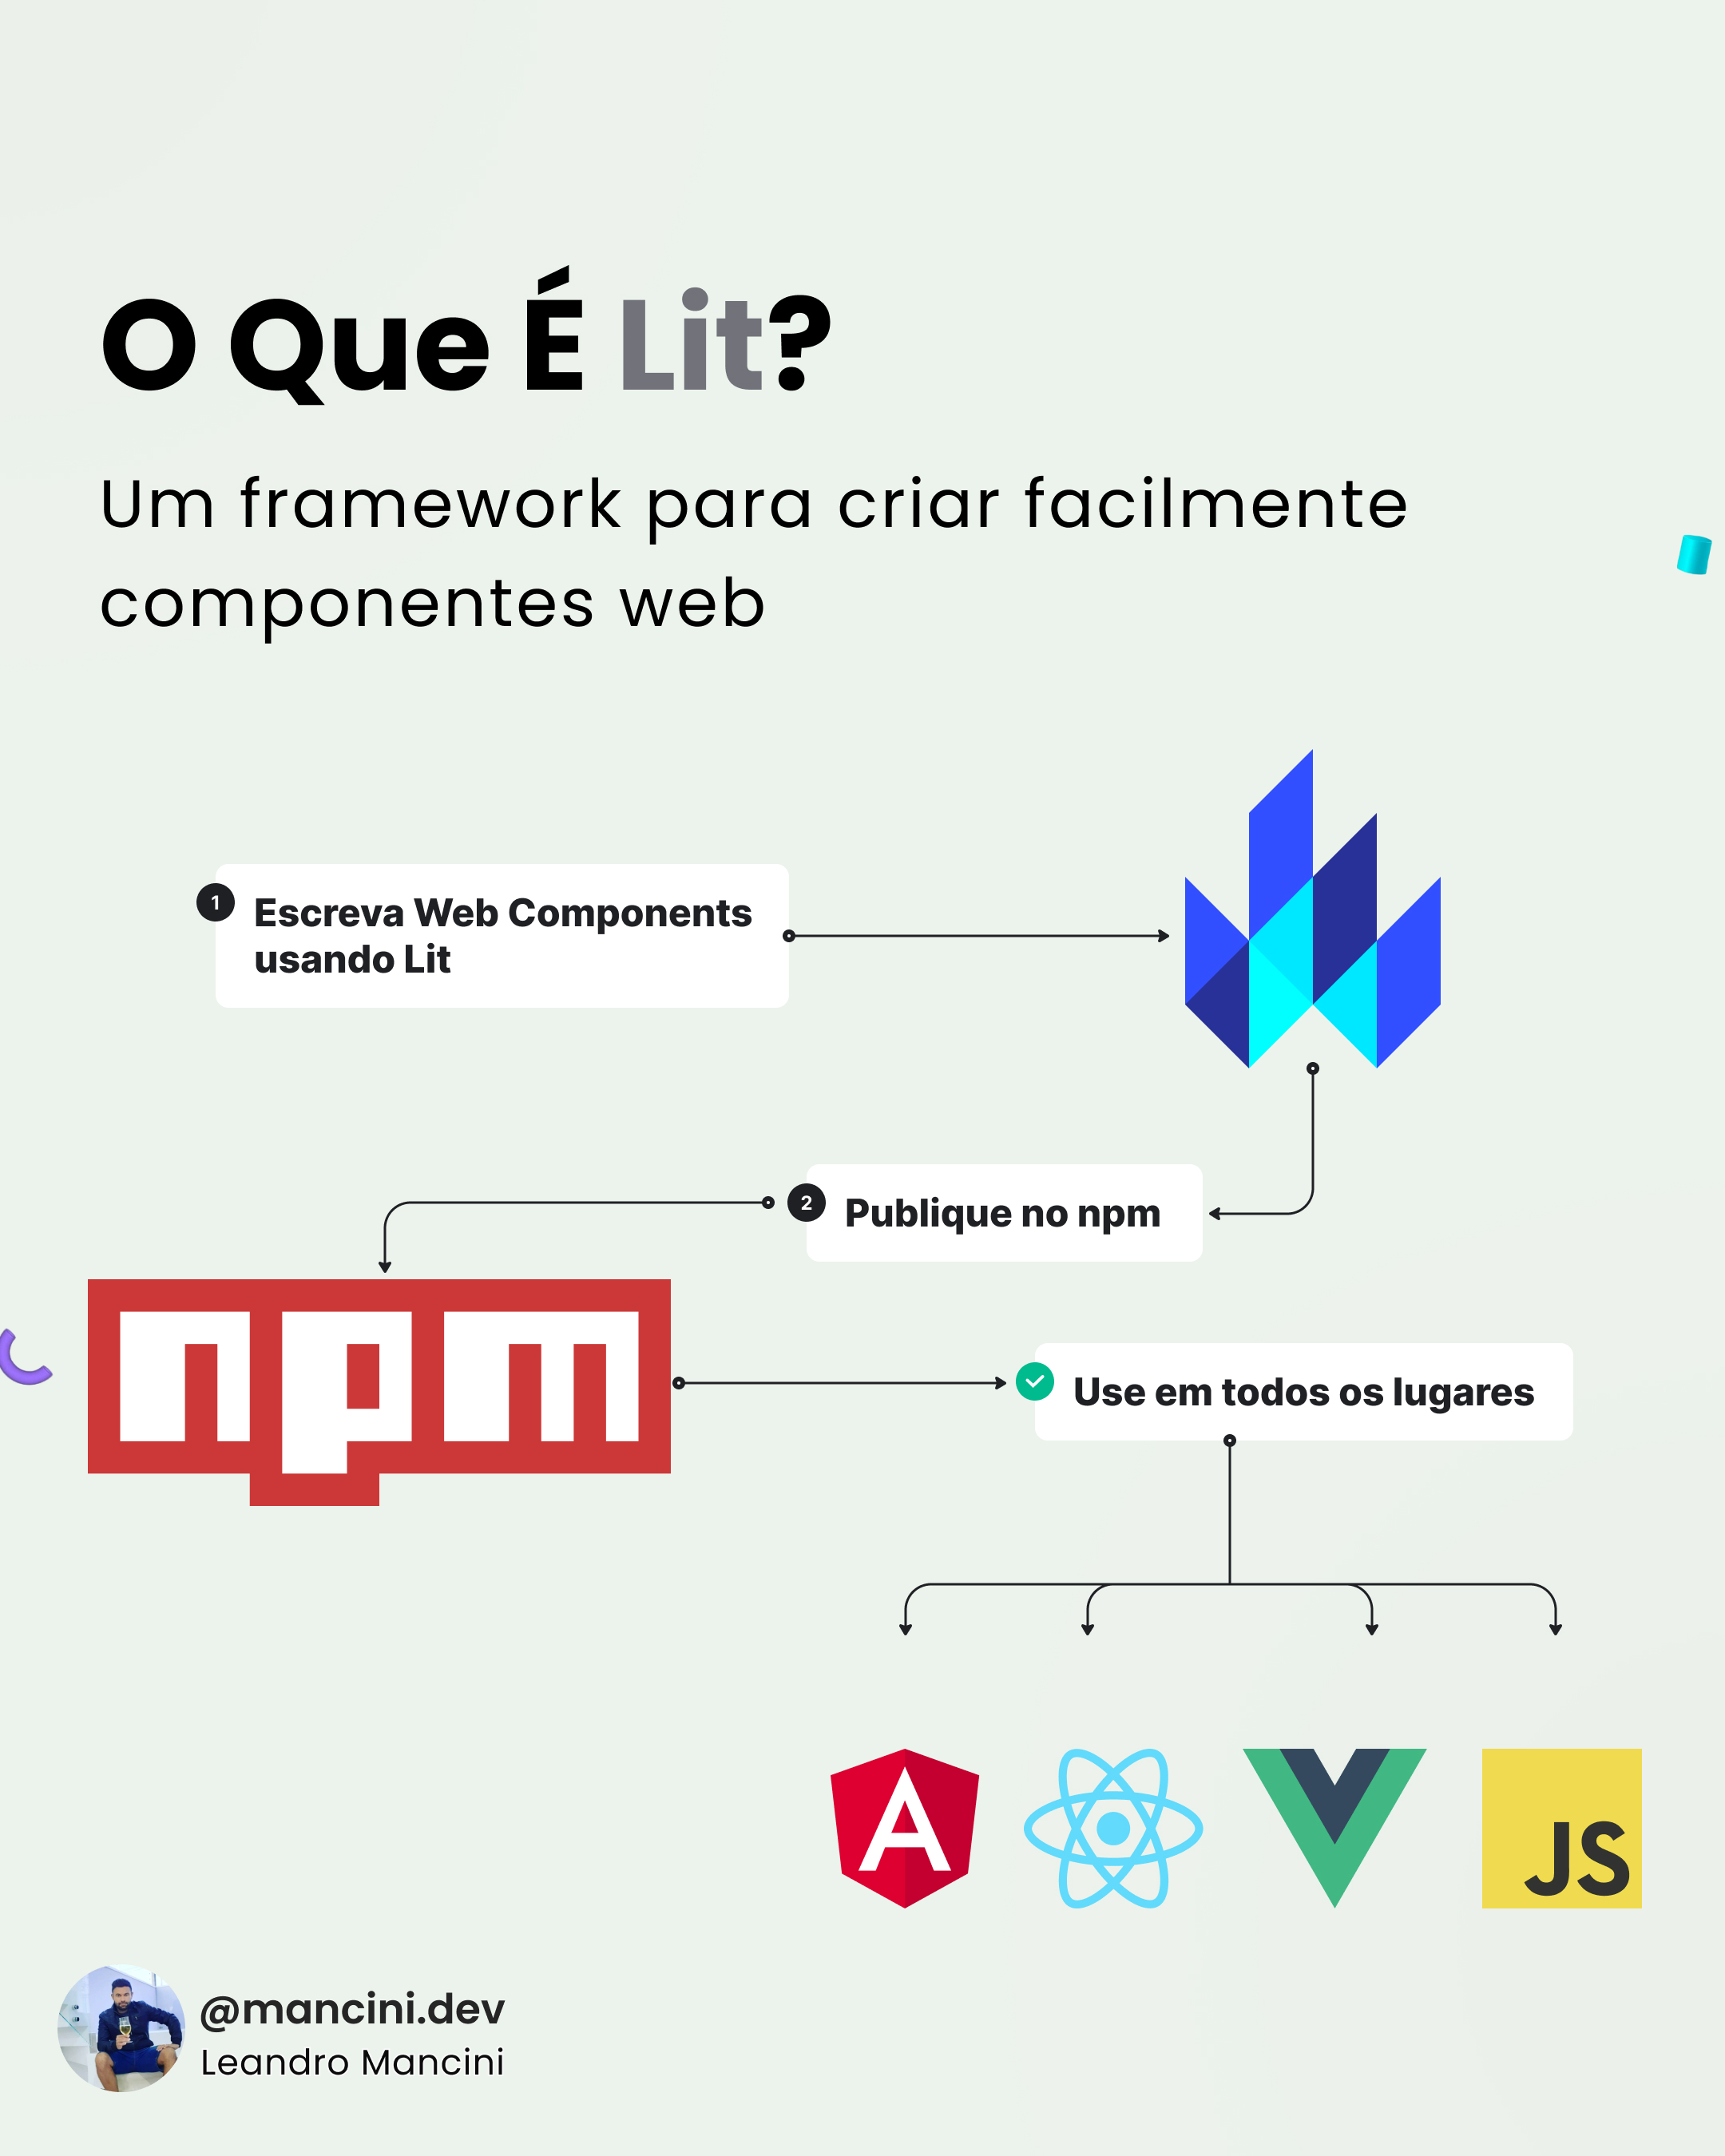 O Que É Lit?
Um framework para criar facilmente
componentes web
1
Escreva Web Components
usando Lit
2
Publique no npm
npm
Use em todos os lugares
A
JS
@mancini.dev
Leandro Mancini